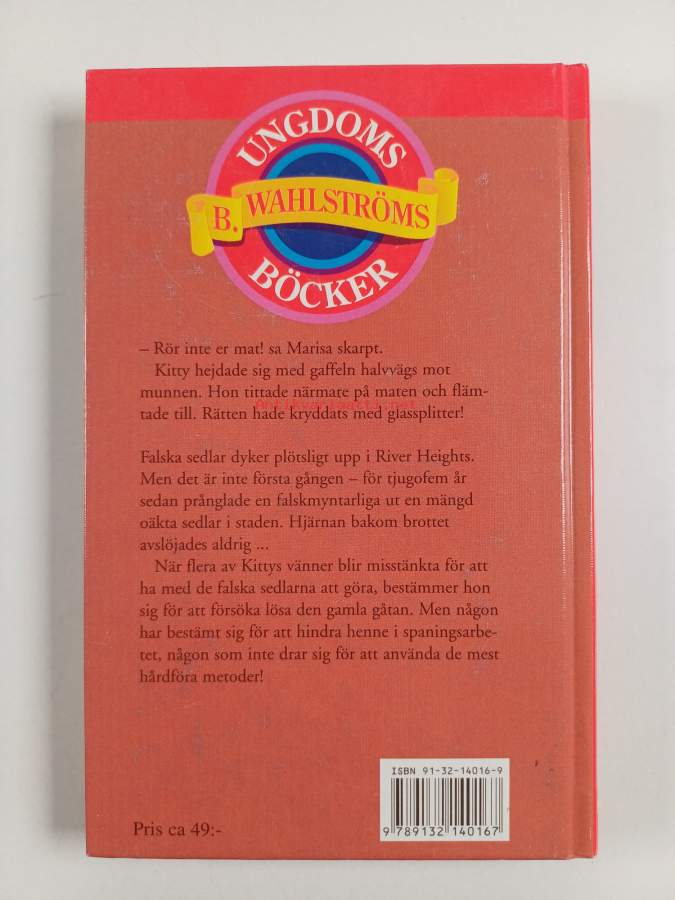 UNGDOMS
B. WAHLSTRÖMS
BÖCKER
– Rör inte er mat! sa Marisa skarpt.
Kitty hejdade sig med gaffeln halvvägs mot
munnen. Hon tittade närmare på maten och fläm-
tade till. Rätten hade kryddats med glassplitter!
Antikvariaatti.net
Falska sedlar dyker plötsligt upp i River Heights.
Men det är inte första gången – för tjugofem år
sedan prånglade en falskmyntarliga ut en mängd
oäkta sedlar i staden. Hjärnan bakom brottet
avslöjades aldrig ...
När flera av Kittys vänner blir misstänkta för att
ha med de falska sedlarna att göra, bestämmer hon
sig för att försöka lösa den gamla gåtan. Men någon
har bestämt sig för att hindra henne i spaningsarbe-
tet, någon som inte drar sig för att använda de mest
hårdföra metoder!
ISBN 91-32-14016-9
9 789132 140167
Pris ca 49:-